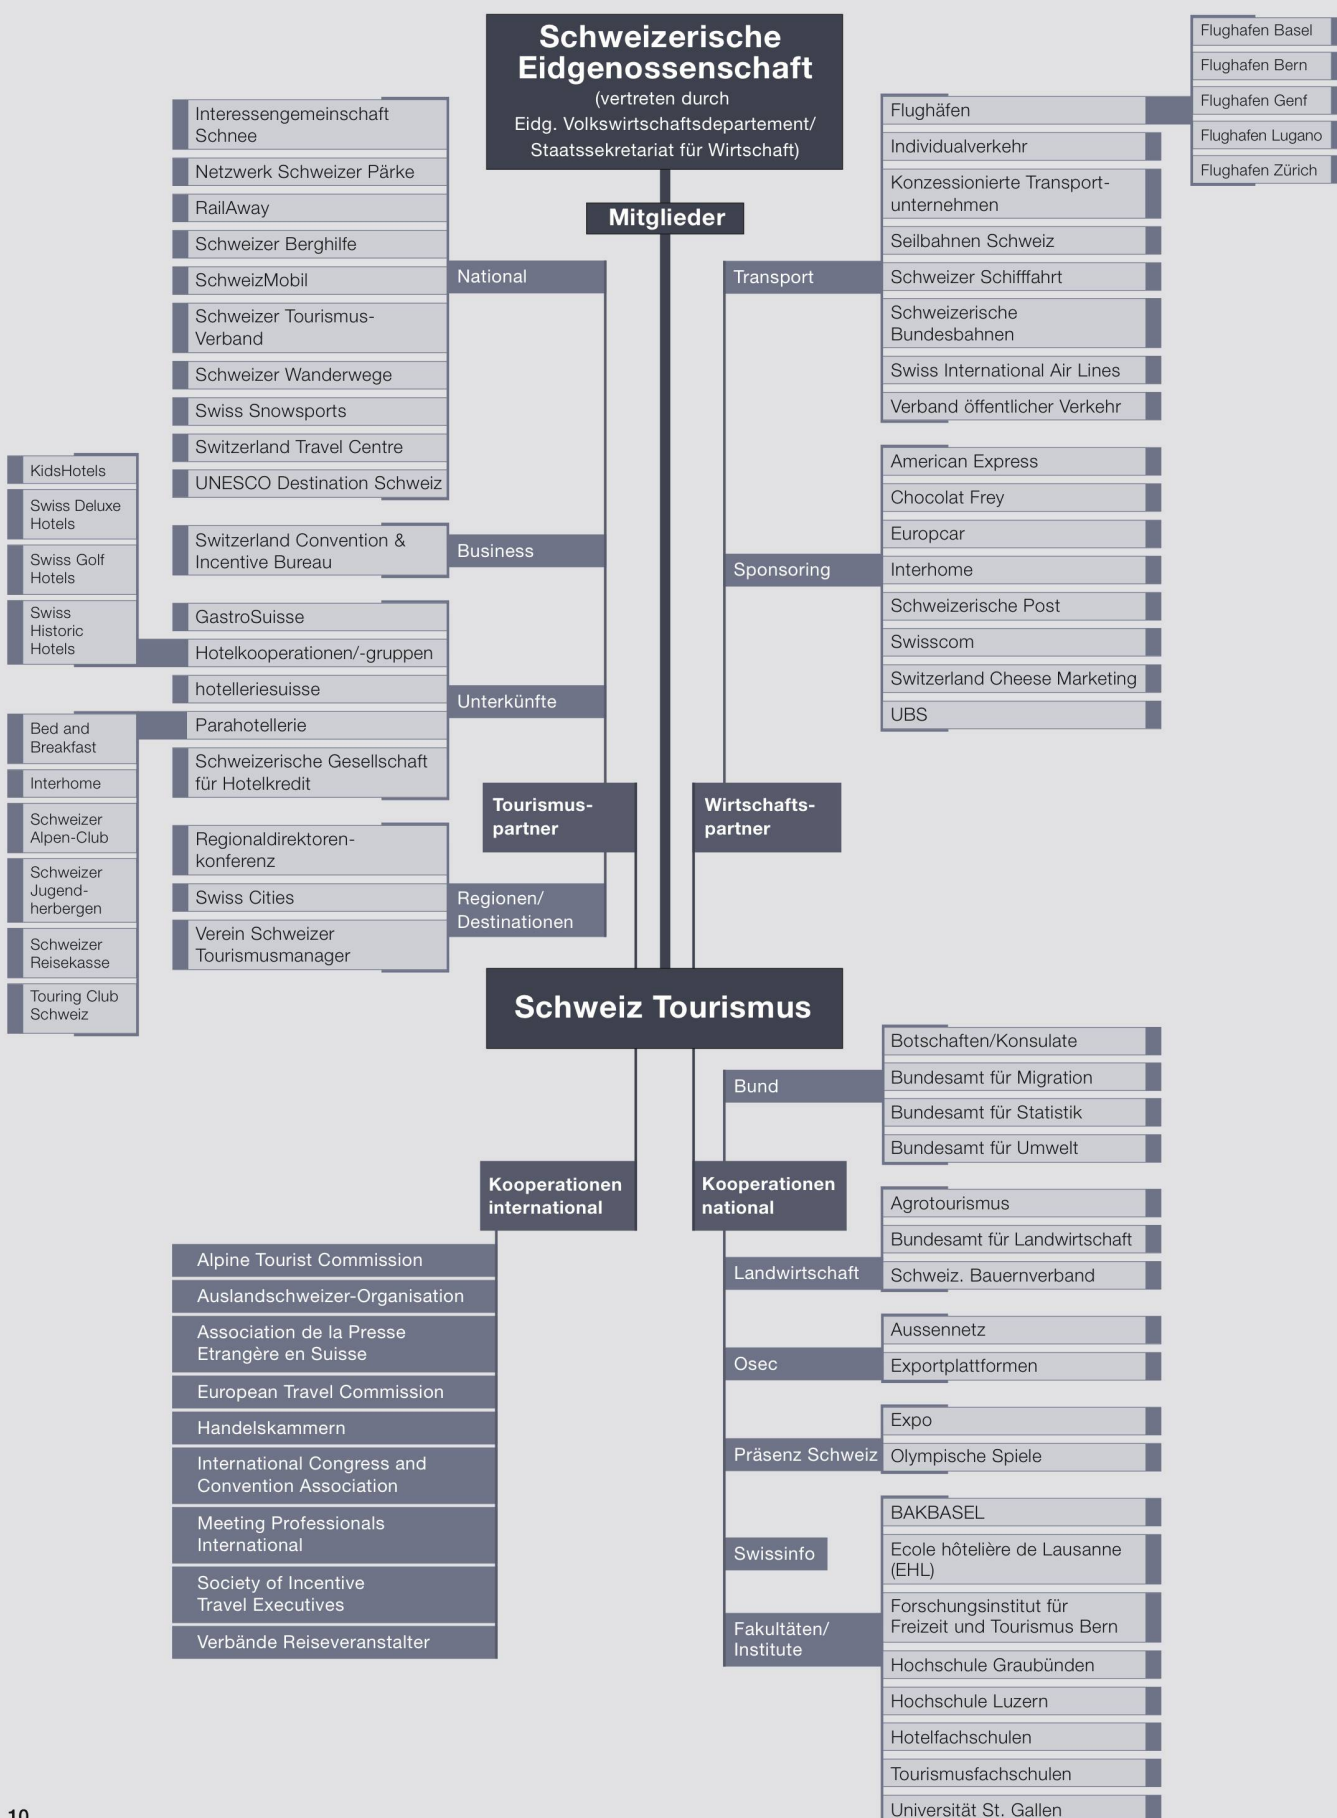 Schweizerische
Eidgenossenschaft
(vertreten durch
Eidg. Volkswirtschaftsdepartement/
Staatssekretariat für Wirtschaft)
Mitglieder
Interessengemeinschaft
Schnee
Netzwerk Schweizer Pärke
RailAway
Schweizer Berghilfe
SchweizMobil
Schweizer Tourismus-
Verband
Schweizer Wanderwege
Swiss Snowsports
Switzerland Travel Centre
UNESCO Destination Schweiz
National
Switzerland Convention &
Incentive Bureau
Business
KidsHotels
Swiss Deluxe
Hotels
Swiss Golf
Hotels
Swiss
Historic
Hotels
GastroSuisse
Hotelkooperationen/-gruppen
hotelleriesuisse
Parahotellerie
Schweizerische Gesellschaft
für Hotelkredit
Unterkünfte
Bed and
Breakfast
Interhome
Schweizer
Alpen-Club
Schweizer
Jugend-
herbergen
Schweizer
Reisekasse
Touring Club
Schweiz
Regionaldirektoren-
konferenz
Swiss Cities
Verein Schweizer
Tourismusmanager
Regionen/
Destinationen
Tourismus-
partner
Wirtschafts-
partner
Transport
Flughäfen
Individualverkehr
Konzessionierte Transport-
unternehmen
Seilbahnen Schweiz
Schweizer Schifffahrt
Schweizerische
Bundesbahnen
Swiss International Air Lines
Verband öffentlicher Verkehr
Flughafen Basel
Flughafen Bern
Flughafen Genf
Flughafen Lugano
Flughafen Zürich
Sponsoring
American Express
Chocolat Frey
Europcar
Interhome
Schweizerische Post
Swisscom
Switzerland Cheese Marketing
UBS
Schweiz Tourismus
Kooperationen
international
Alpine Tourist Commission
Auslandschweizer-Organisation
Association de la Presse
Etrangère en Suisse
European Travel Commission
Handelskammern
International Congress and
Convention Association
Meeting Professionals
International
Society of Incentive
Travel Executives
Verbände Reiseveranstalter
Kooperationen
national
Bund
Botschaften/Konsulate
Bundesamt für Migration
Bundesamt für Statistik
Bundesamt für Umwelt
Landwirtschaft
Agrotourismus
Bundesamt für Landwirtschaft
Schweiz. Bauernverband
Osec
Aussennetz
Exportplattformen
Präsenz Schweiz
Expo
Olympische Spiele
Swissinfo
Fakultäten/
Institute
BAKBASEL
Ecole hôtelière de Lausanne
(EHL)
Forschungsinstitut für
Freizeit und Tourismus Bern
Hochschule Graubünden
Hochschule Luzern
Hotelfachschulen
Tourismusfachschulen
Universität St. Gallen
10